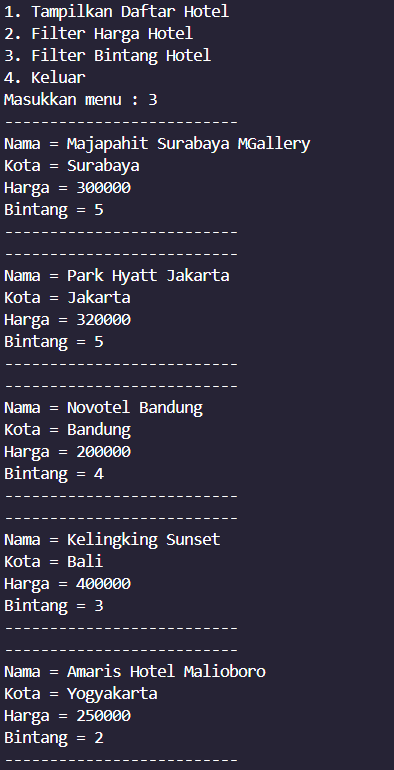 1. Tampilkan Daftar Hotel
2. Filter Harga Hotel
3. Filter Bintang Hotel
4. Keluar
Masukkan menu : 3
--------------------------
Nama = Majapahit Surabaya MGallery
Kota = Surabaya
Harga = 300000
Bintang = 5
--------------------------
--------------------------
Nama = Park Hyatt Jakarta
Kota = Jakarta
Harga = 320000
Bintang = 5
--------------------------
--------------------------
Nama = Novotel Bandung
Kota = Bandung
Harga = 200000
Bintang = 4
--------------------------
--------------------------
Nama = Kelingking Sunset
Kota = Bali
Harga = 400000
Bintang = 3
--------------------------
--------------------------
Nama = Amaris Hotel Malioboro
Kota = Yogyakarta
Harga = 250000
Bintang = 2
--------------------------